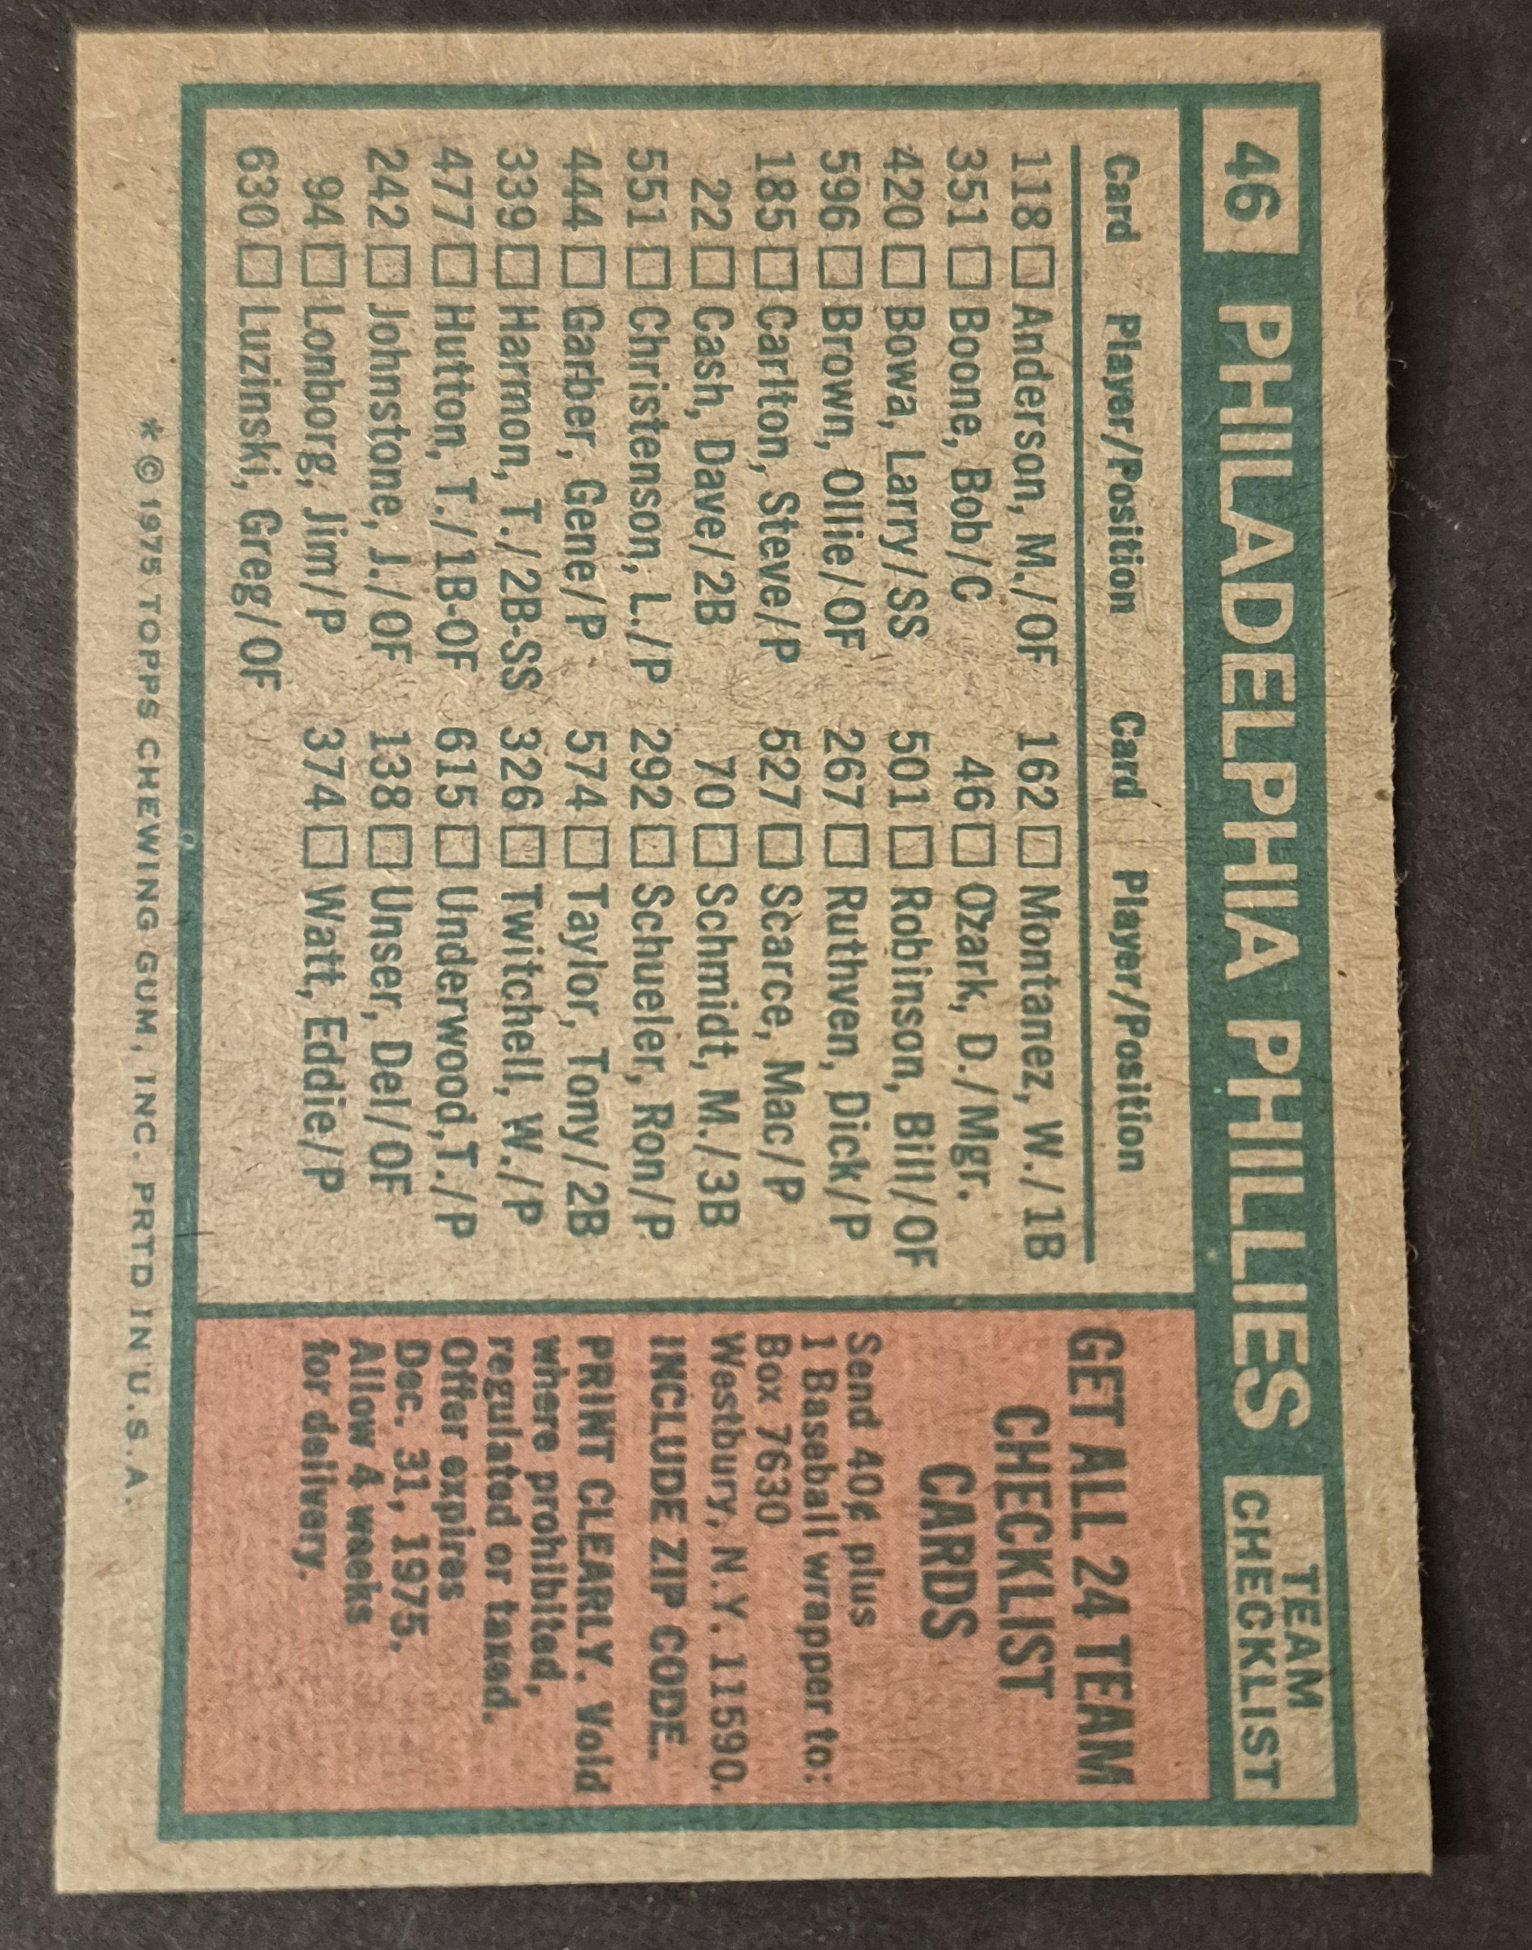 46 PHILADELPHIA PHILLIES TEAM CHECKLIST
Card Player/Position Card Player/Position
118 □ Anderson, M./OF 162 □ Montanez, W./1B
351 □ Boone, Bob/C 46 □ Ozark, D./Mgr.
420 □ Bowa, Larry/SS 501 □ Robinson, Bill/OF
596 □ Brown, Ollie/OF 267 □ Ruthven, Dick/P
185 □ Carlton, Steve/P 527 □ Scarce, Mac/P
22 □ Cash, Dave/2B 70 □ Schmidt, M./3B
551 □ Christenson, L./P 292 □ Schueler, Ron/P
444 □ Garber, Gene/P 574 □ Taylor, Tony/2B
339 □ Harmon, T./2B-SS 326 □ Twitchell, W./P
477 □ Hutton, T./1B-OF 615 □ Underwood,T./P
242 □ Johnstone, J./OF 138 □ Unser, Del/OF
94 □ Lonborg, Jim/P 374 □ Watt, Eddie/P
630 □ Luzinski, Greg/OF
GET ALL 24 TEAM
CHECKLIST
CARDS
Send 40¢ plus
1 Baseball wrapper to:
Box 7630
Westbury, N.Y. 11590.
INCLUDE ZIP CODE.
PRINT CLEARLY. Void
where prohibited,
regulated or taxed.
Offer expires
Dec. 31, 1975.
Allow 4 weeks
for delivery.
* © 1975 TOPPS CHEWING GUM, INC. PRTD IN U.S.A.